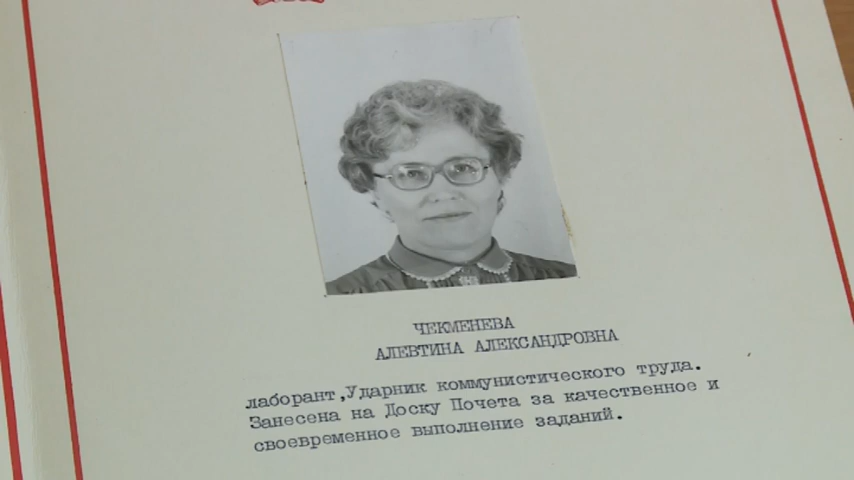 ЧЕКМЕНЕВА
АЛЕВТИНА АЛЕКСАНДРОВНА
лаборант,Ударник коммунистического труда.
Занесена на Доску Почета за качественное и
своевременное выполнение заданий.